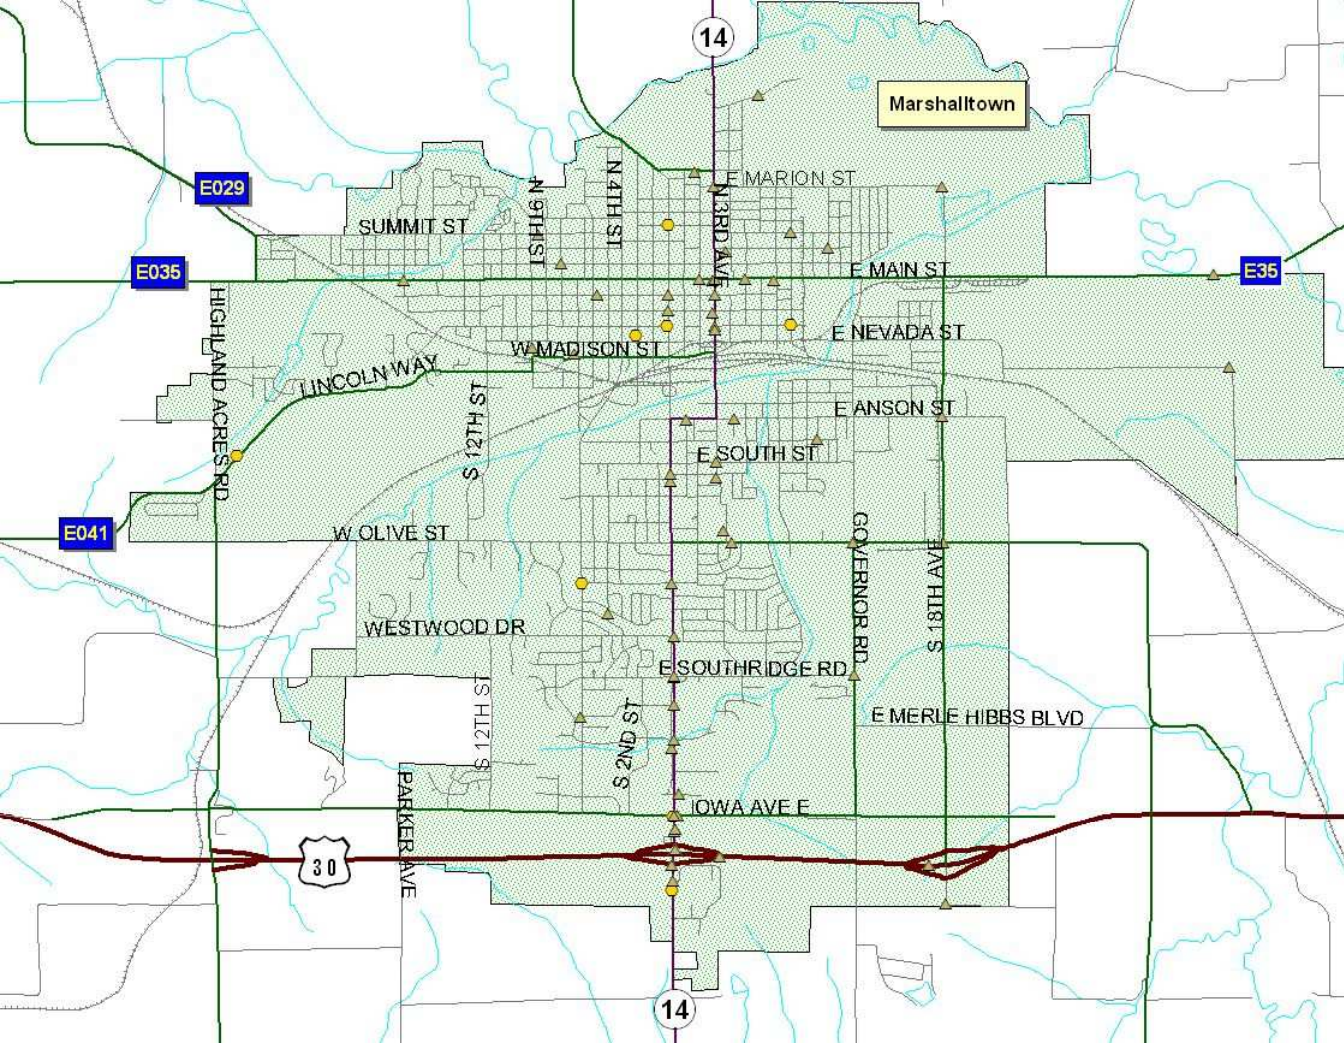 14
Marshalltown
E029
E MARION ST
N 9TH ST
N 4TH ST
N 3RD AVE
SUMMIT ST
E035
E MAIN ST
E35
HIGHLAND ACRES RD
E NEVADA ST
W MADISON ST
LINCOLN WAY
S 12TH ST
E ANSON ST
E SOUTH ST
E041
W OLIVE ST
GOVERNOR RD
S 18TH AVE
WESTWOOD DR
E SOUTHRIDGE RD
S 12TH ST
S 2ND ST
E MERLE HIBBS BLVD
PARKER AVE
IOWA AVE E
30
14